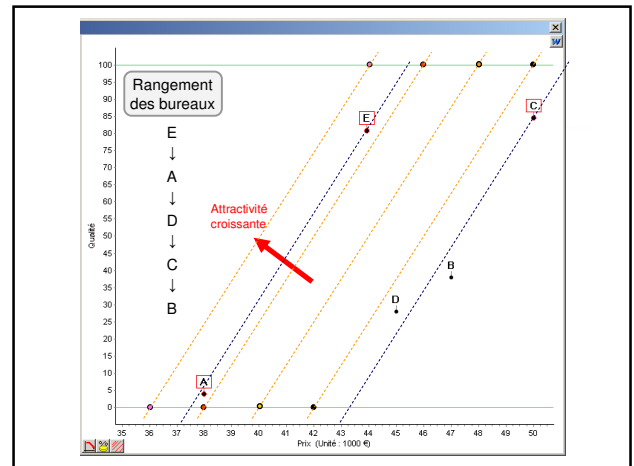 W
100
95
90
85
80
75
70
65
60
55
50
45
40
35
30
25
20
15
10
5
0
Qualité
Rangement
des bureaux
E
↓
A
↓
D
↓
C
↓
B
Attractivité
croissante
E
C
B
D
A
35 36 37 38 39 40 41 42 43 44 45 46 47 48 49 50
Prix (Unité : 1000 €)